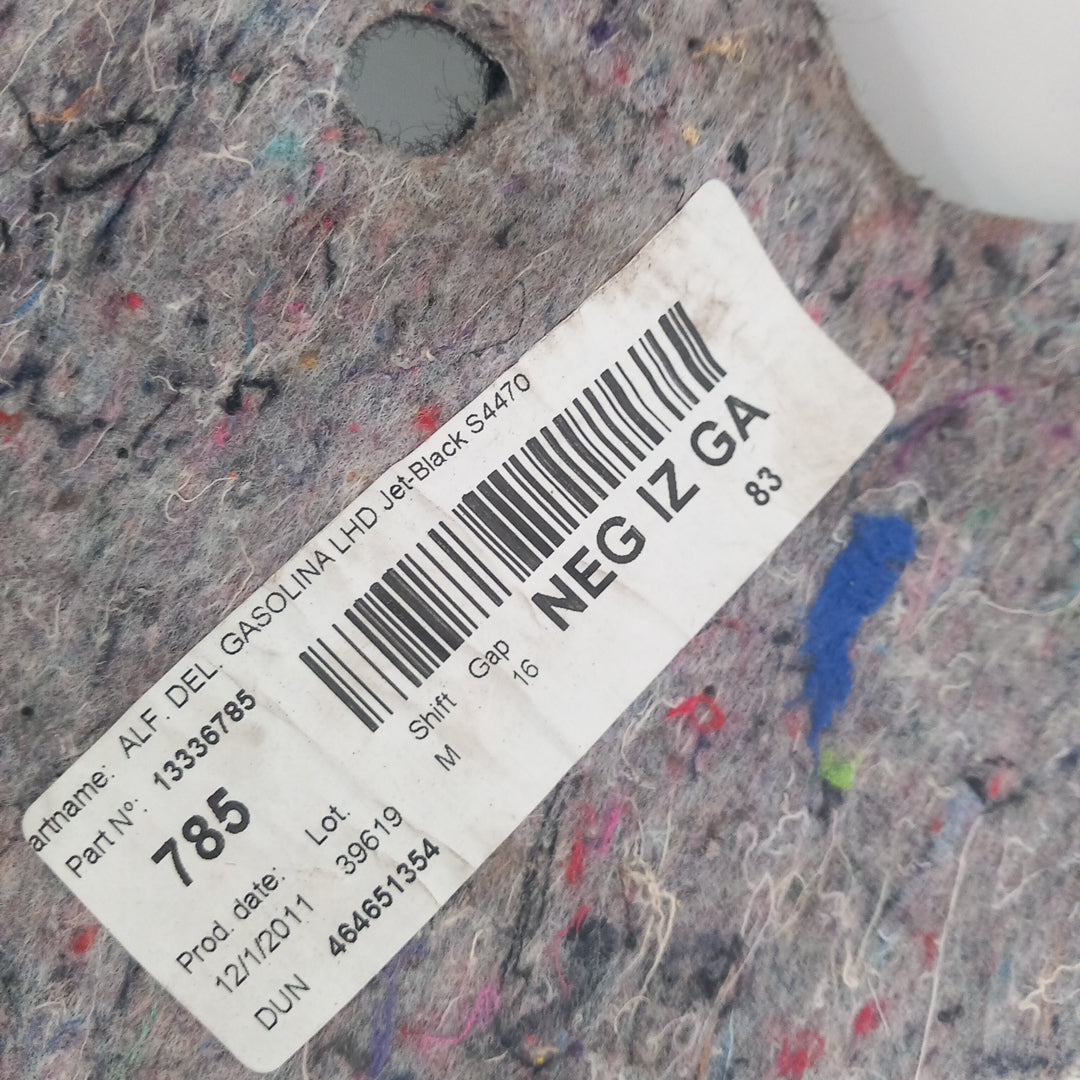 artname: ALF. DEL. GASOLINA LHD Jet-Black S4470
Part Nº: 13336785
785
Prod. date: Lot. Shift Gap
12/1/2011 39619 M 16
NEG IZ GA
DUN 464651354 83